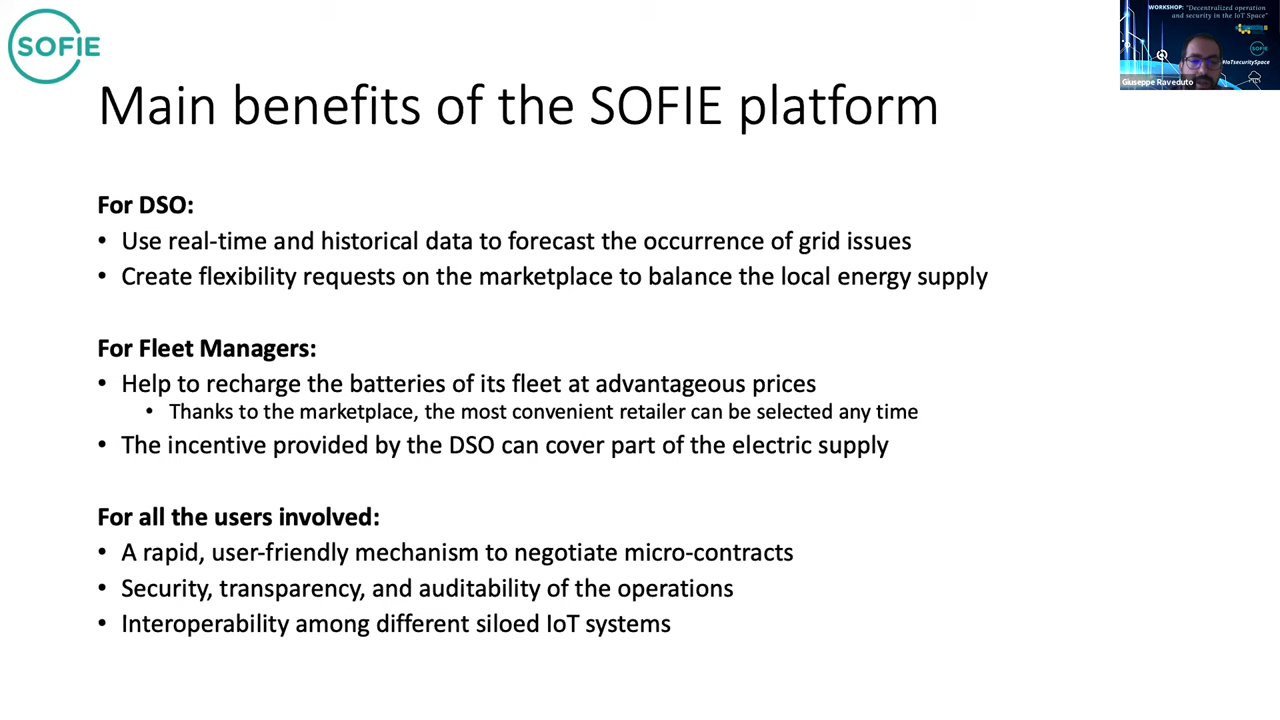 SOFIE
WORKSHOP: "Decentralized operation
and security in the IoT Space"
SOFIE
#IoTsecuritySpace
Giuseppe Raveduto
Main benefits of the SOFIE platform
For DSO:
• Use real-time and historical data to forecast the occurrence of grid issues
• Create flexibility requests on the marketplace to balance the local energy supply
For Fleet Managers:
• Help to recharge the batteries of its fleet at advantageous prices
• Thanks to the marketplace, the most convenient retailer can be selected any time
• The incentive provided by the DSO can cover part of the electric supply
For all the users involved:
• A rapid, user-friendly mechanism to negotiate micro-contracts
• Security, transparency, and auditability of the operations
• Interoperability among different siloed IoT systems